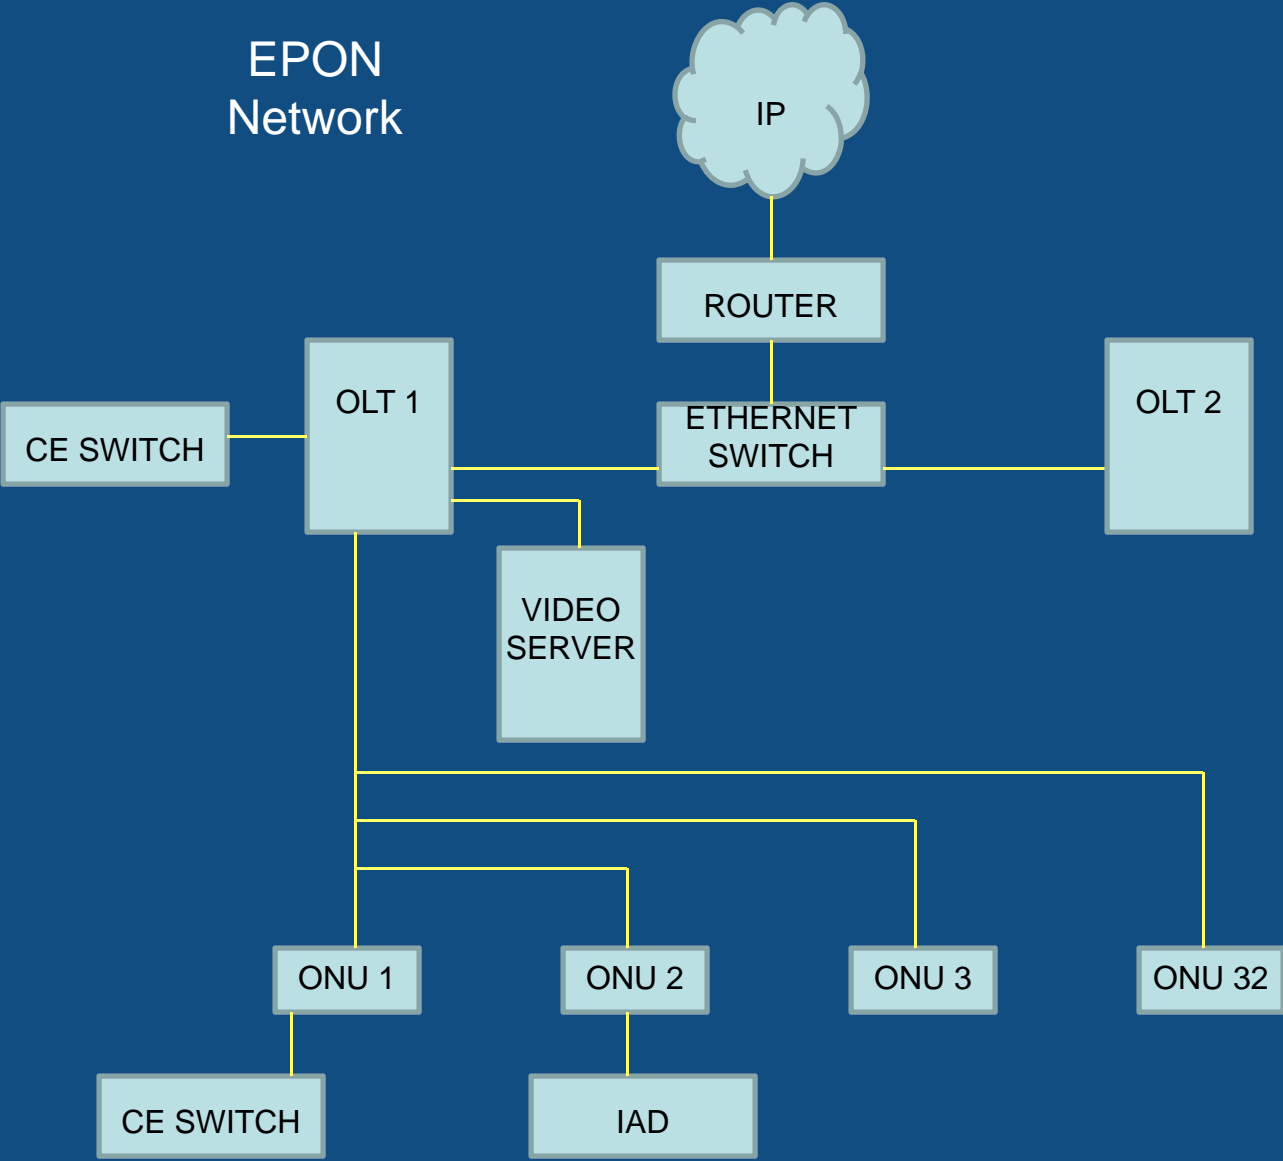 EPON
Network
IP
ROUTER
OLT 1
OLT 2
CE SWITCH
ETHERNET
SWITCH
VIDEO
SERVER
ONU 1
ONU 2
ONU 3
ONU 32
CE SWITCH
IAD